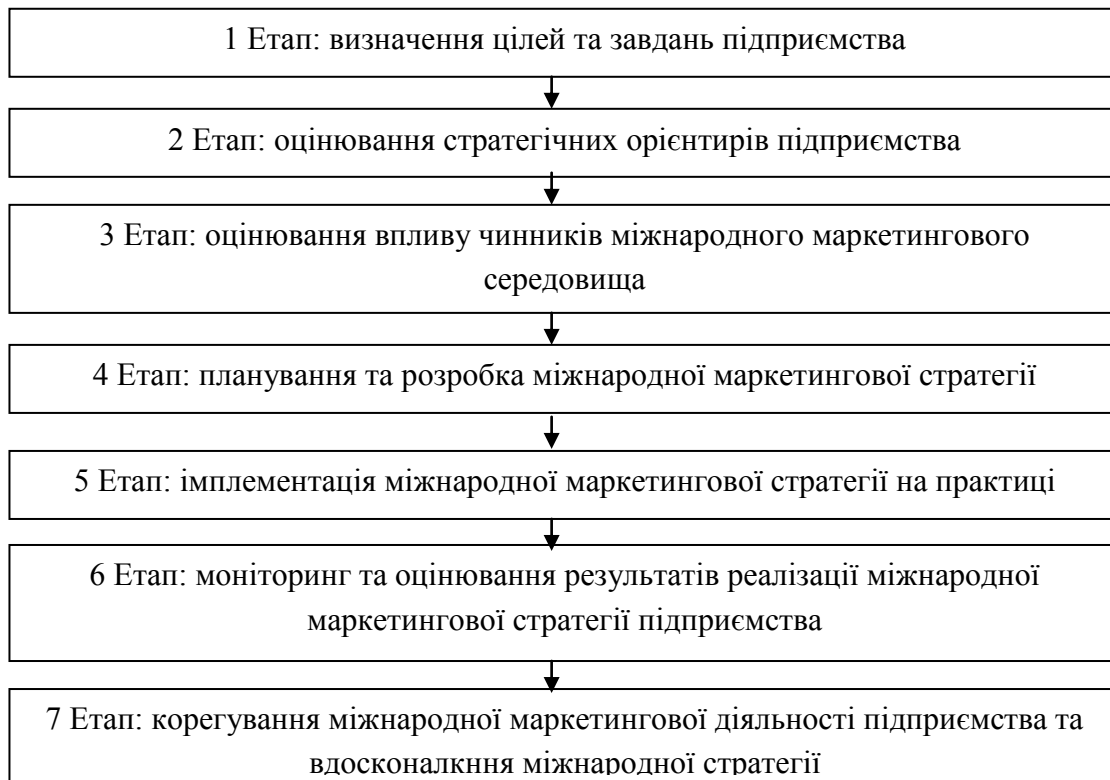 1 Етап: визначення цілей та завдань підприємства
2 Етап: оцінювання стратегічних орієнтирів підприємства
3 Етап: оцінювання впливу чинників міжнародного маркетингового
середовища
4 Етап: планування та розробка міжнародної маркетингової стратегії
5 Етап: імплементація міжнародної маркетингової стратегії на практиці
6 Етап: моніторинг та оцінювання результатів реалізації міжнародної
маркетингової стратегії підприємства
7 Етап: корегування міжнародної маркетингової діяльності підприємства та
вдосконалкння міжнародної стратегії